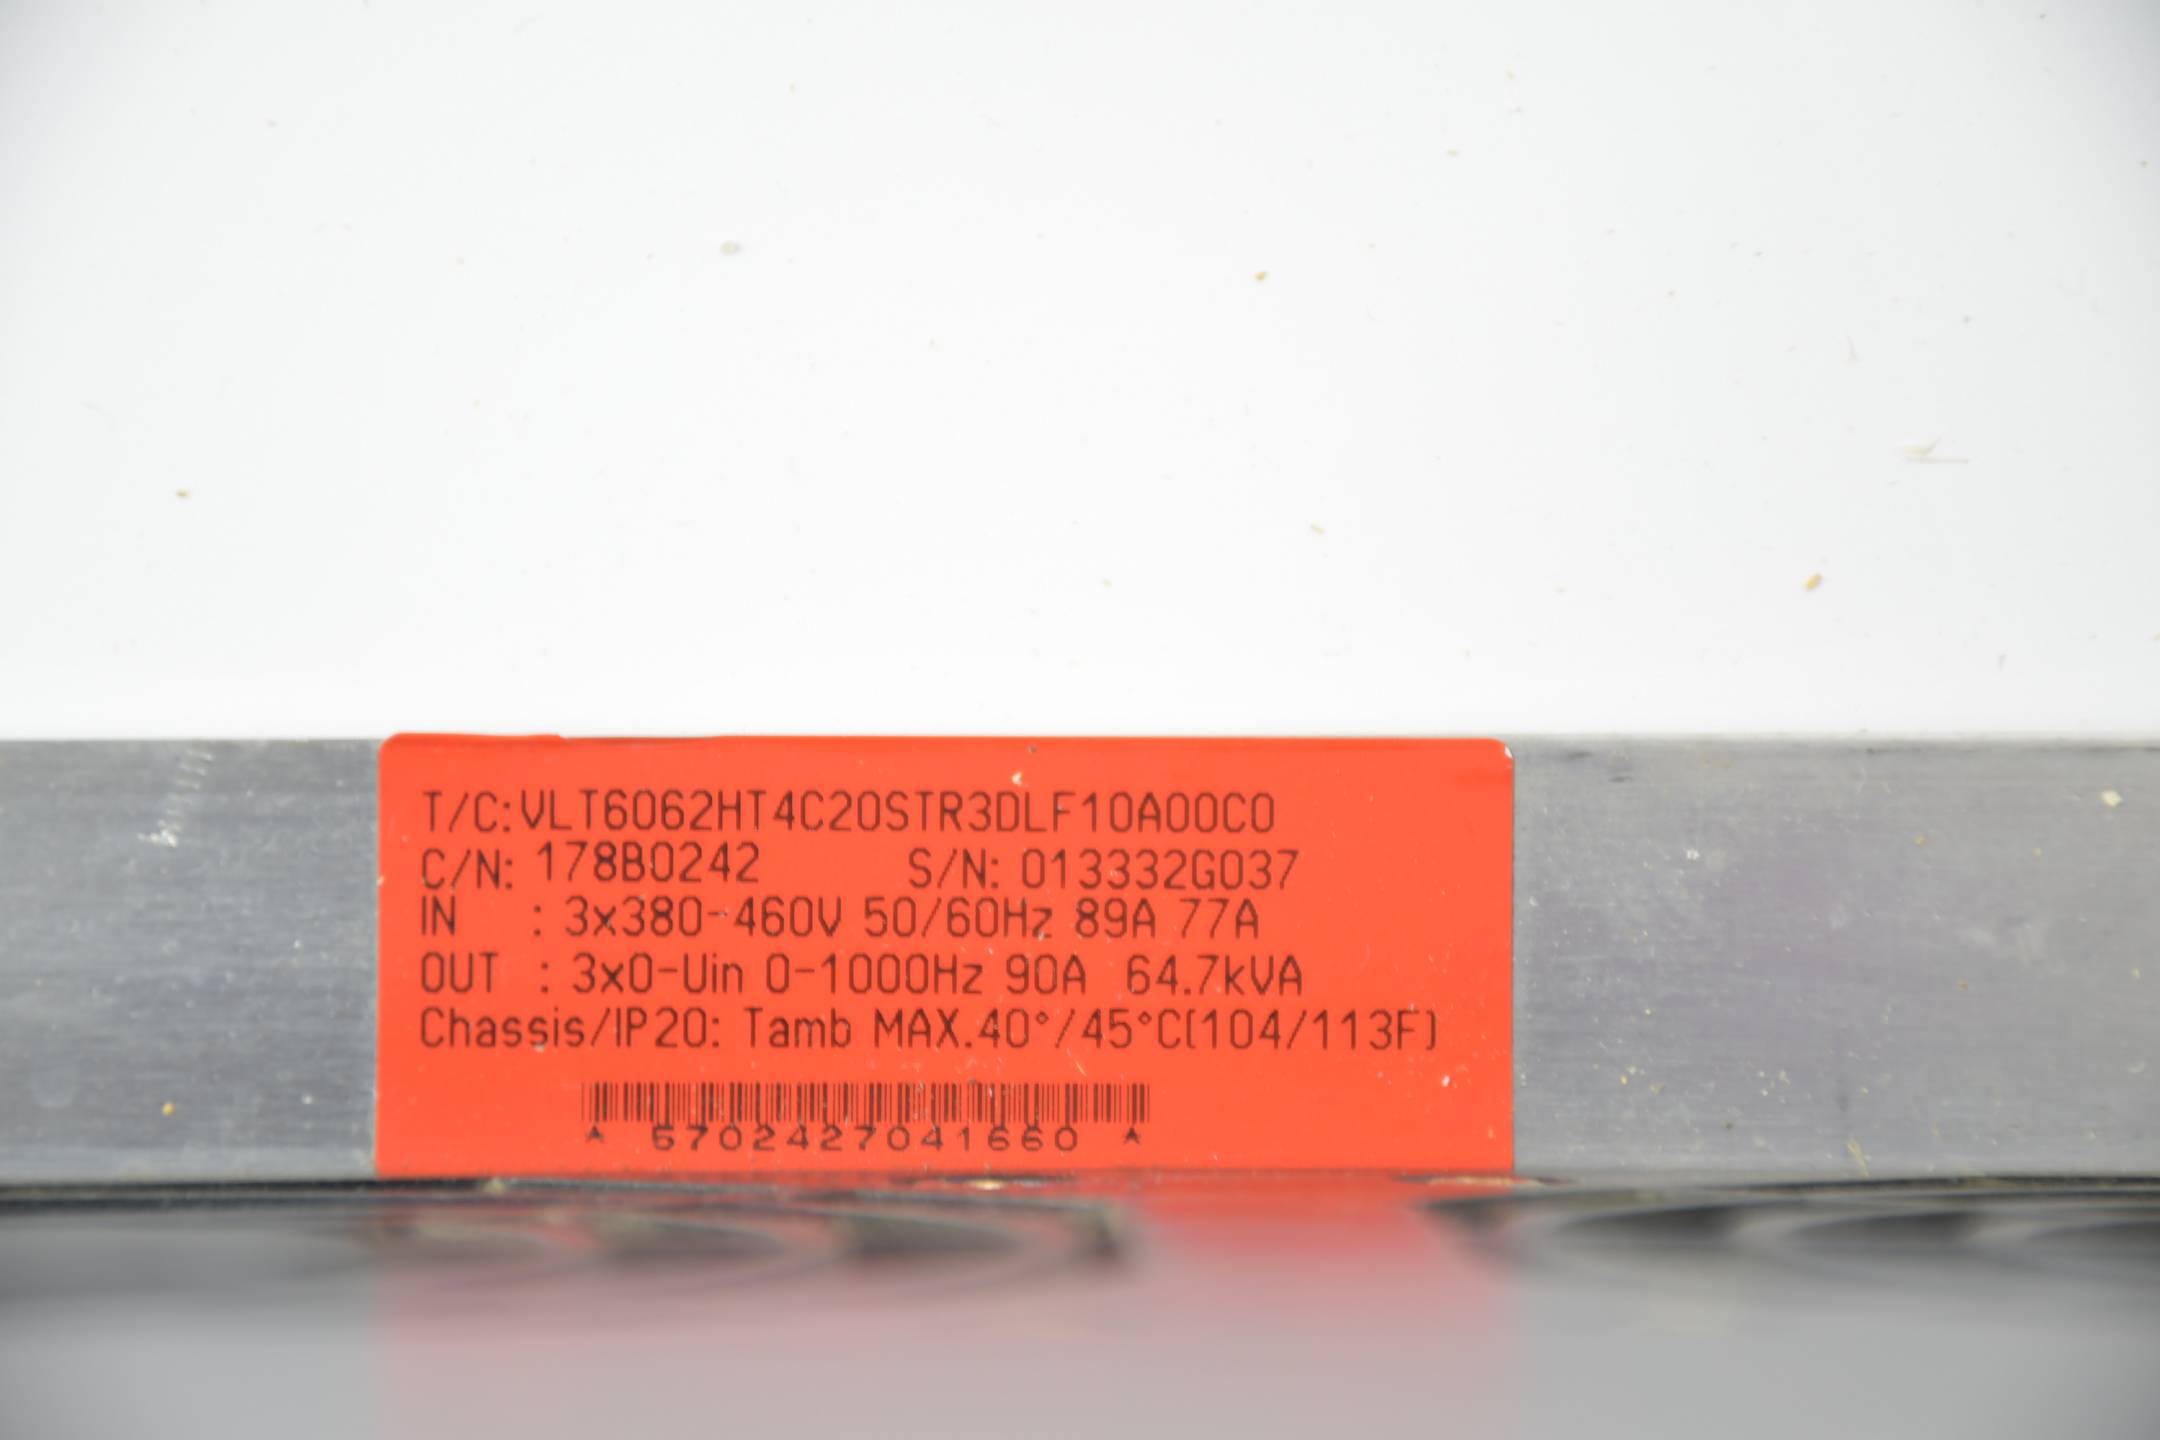 T/C:VLT6062HT4C20STR3DLF10A00C0
C/N: 178B0242 S/N: 013332G037
IN : 3x380-460V 50/60Hz 89A 77A
OUT : 3x0-Uin 0-1000Hz 90A 64.7kVA
Chassis/IP20: Tamb MAX.40°/45°C(104/113F)
A 5702427041660 A